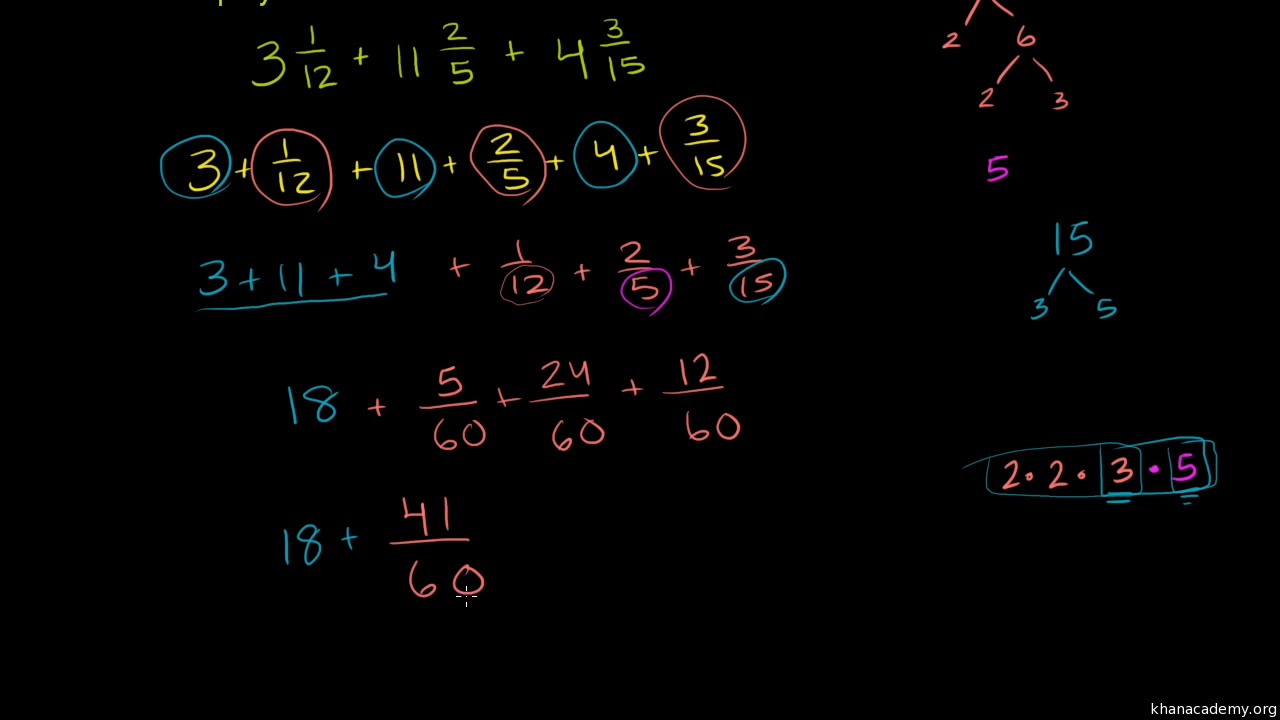 3 1/12 + 11 2/5 + 4 3/15
3 + 1/12 + 11 + 2/5 + 4 + 3/15
3 + 11 + 4 + 1/12 + 2/5 + 3/15
18 + 5/60 + 24/60 + 12/60
18 + 41/60
2 6
2 3
5
15
3 5
2 · 2 · 3 · 5
khanacademy.org